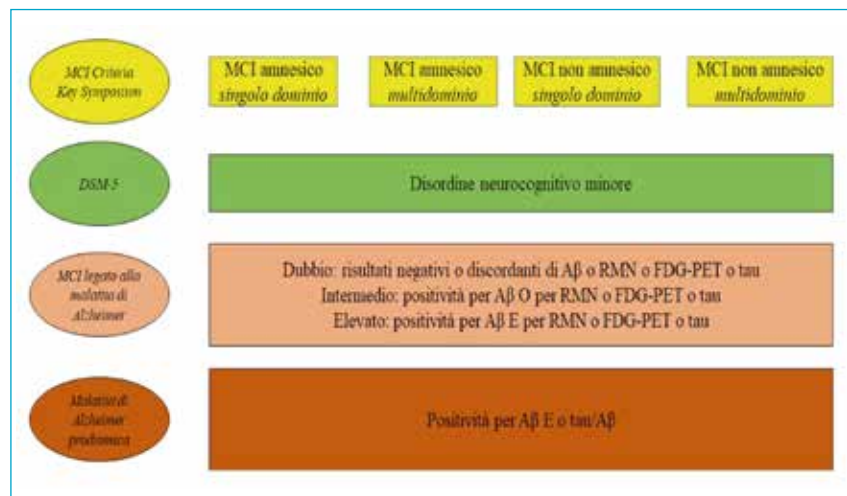 MCI Criteria
Key Symposium
MCI amnesico
singolo dominio
MCI amnesico
multidominio
MCI non amnesico
singolo dominio
MCI non amnesico
multidominio
DSM-5
Disordine neurocognitivo minore
MCI legato alla
malattia di
Alzheimer
Dubbio: risultati negativi o discordanti di Aβ o RMN o FDG-PET o tau
Intermedio: positività per Aβ O per RMN o FDG-PET o tau
Elevato: positività per Aβ E per RMN o FDG-PET o tau
Malattia di
Alzheimer
prodromica
Positività per Aβ E o tau/Aβ